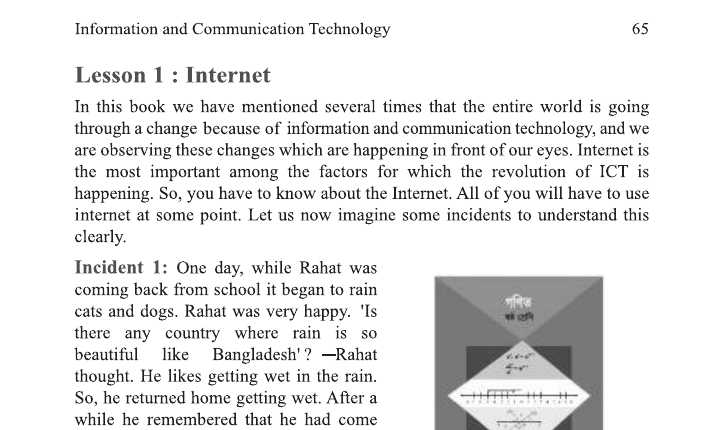 Information and Communication Technology 65
Lesson 1 : Internet
In this book we have mentioned several times that the entire world is going
through a change because of information and communication technology, and we
are observing these changes which are happening in front of our eyes. Internet is
the most important among the factors for which the revolution of ICT is
happening. So, you have to know about the Internet. All of you will have to use
internet at some point. Let us now imagine some incidents to understand this
clearly.
Incident 1: One day, while Rahat was
coming back from school it began to rain
cats and dogs. Rahat was very happy. 'Is
there any country where rain is so
beautiful like Bangladesh' ? —Rahat
thought. He likes getting wet in the rain.
So, he returned home getting wet. After a
while he remembered that he had come
গণিত
ষষ্ঠ শ্রেণি